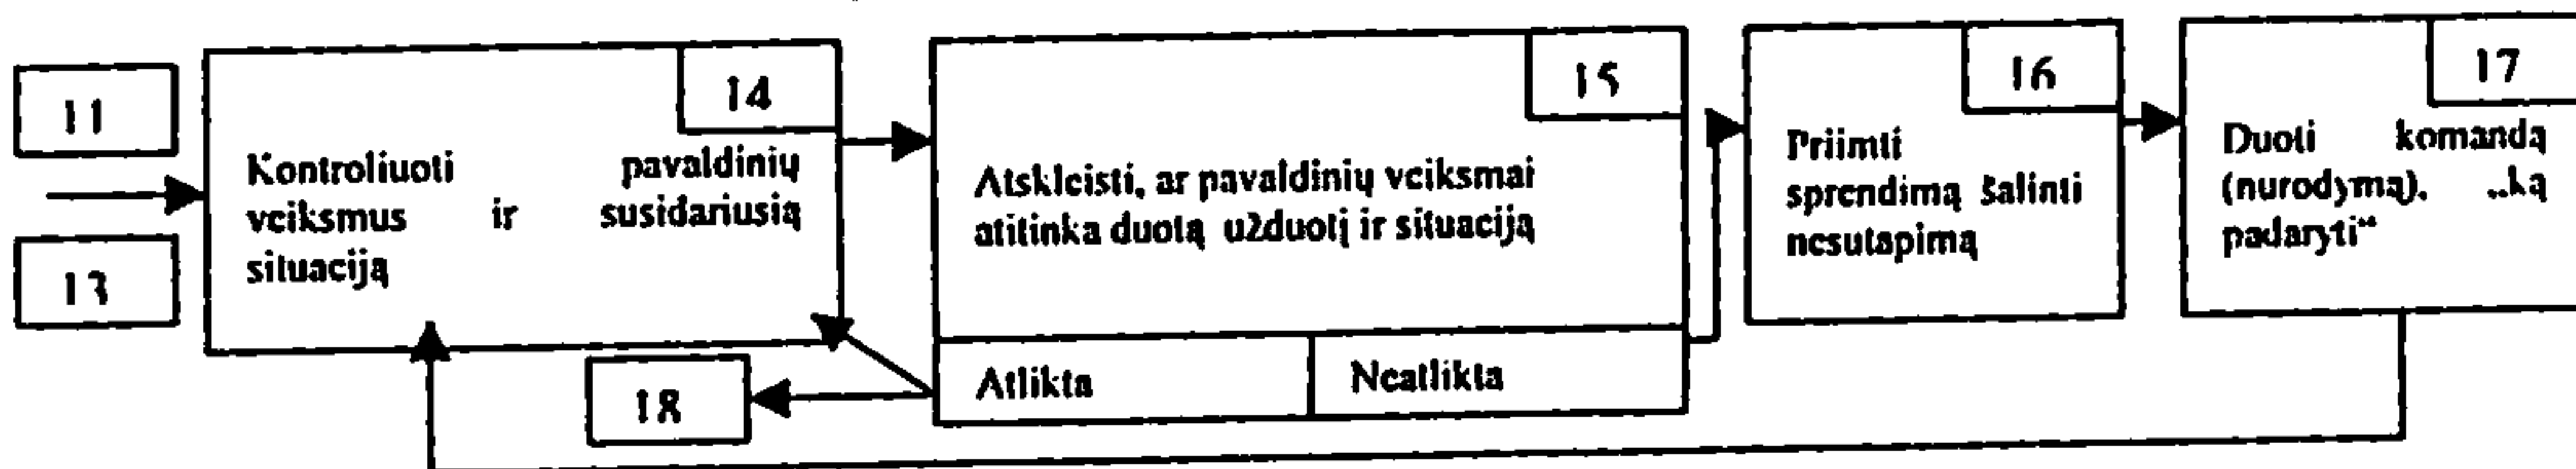 11
13
14
Kontroliuoti pavaldinių
veiksmus ir susidariusią
situaciją
18
15
Atskleisti, ar pavaldinių veiksmai
atitinka duotą užduotį ir situaciją
Atlikta
Neatlikta
16
Priimti
sprendimą šalinti
nesutapimą
17
Duoti komandą
(nurodymą), „ką
padaryti“